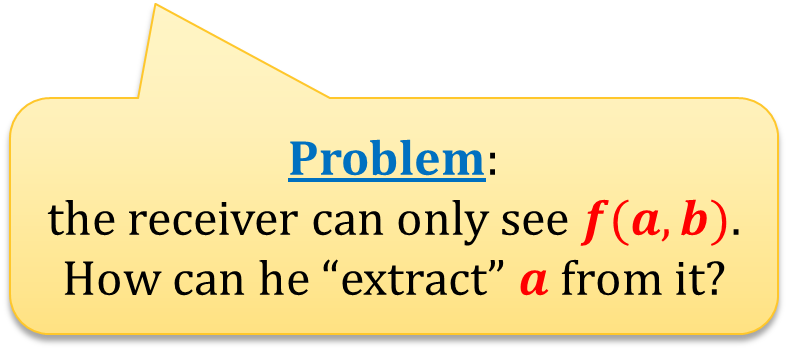 Problem:
the receiver can only see f(a, b).
How can he “extract” a from it?